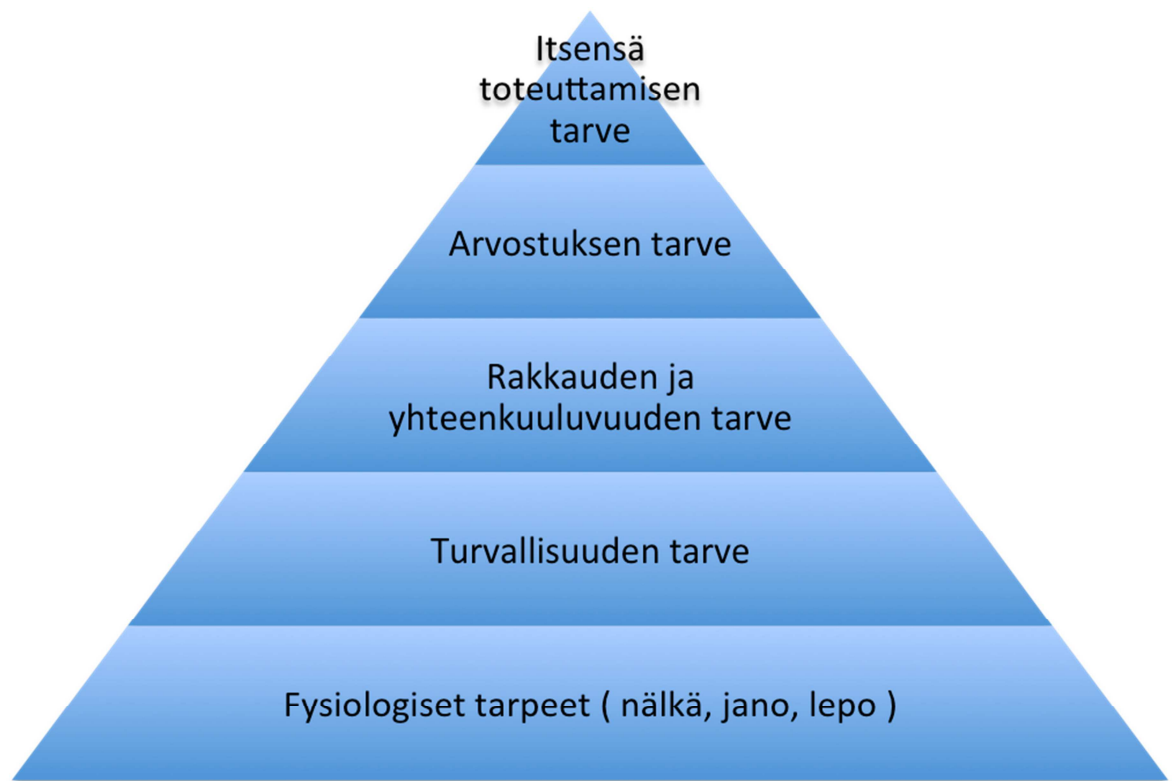 Itsensä
toteuttamisen
tarve
Arvostuksen tarve
Rakkauden ja
yhteenkuuluvuuden tarve
Turvallisuuden tarve
Fysiologiset tarpeet ( nälkä, jano, lepo )